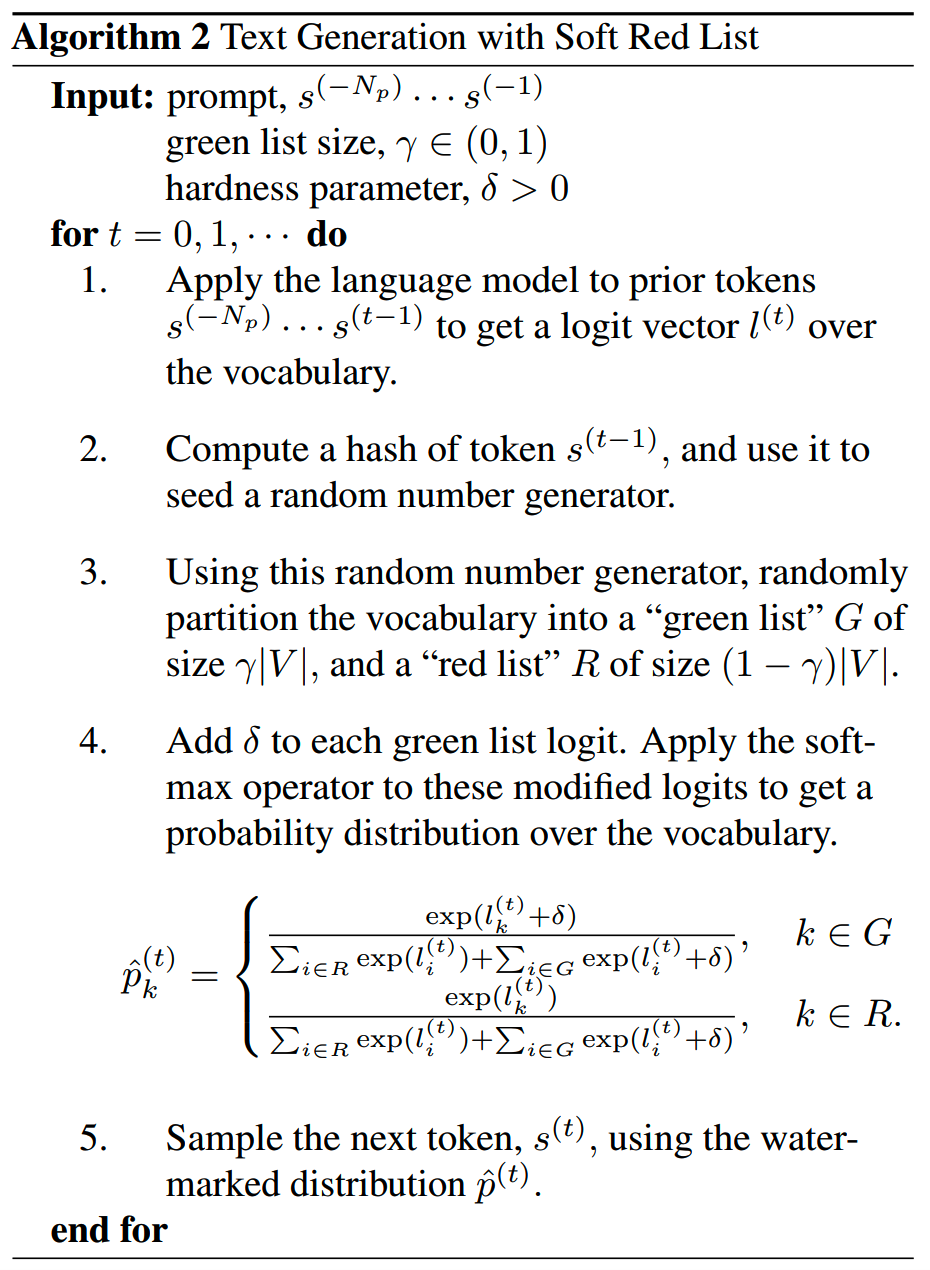 Algorithm 2 Text Generation with Soft Red List
Input: prompt, $s^{(-N_p)} \cdots s^{(-1)}$
green list size, $\gamma \in (0, 1)$
hardness parameter, $\delta > 0$
for $t = 0, 1, \cdots$ do
1. Apply the language model to prior tokens
$s^{(-N_p)} \cdots s^{(t-1)}$ to get a logit vector $l^{(t)}$ over
the vocabulary.
2. Compute a hash of token $s^{(t-1)}$, and use it to
seed a random number generator.
3. Using this random number generator, randomly
partition the vocabulary into a “green list” $G$ of
size $\gamma|V|$, and a “red list” $R$ of size $(1 - \gamma)|V|$.
4. Add $\delta$ to each green list logit. Apply the soft-
max operator to these modified logits to get a
probability distribution over the vocabulary.
$\hat{p}_k^{(t)} = \begin{cases} \frac{\exp(l_k^{(t)}+\delta)}{\sum_{i \in R} \exp(l_i^{(t)})+\sum_{i \in G} \exp(l_i^{(t)}+\delta)}, & k \in G \\ \frac{\exp(l_k^{(t)})}{\sum_{i \in R} \exp(l_i^{(t)})+\sum_{i \in G} \exp(l_i^{(t)}+\delta)}, & k \in R. \end{cases}$
5. Sample the next token, $s^{(t)}$, using the water-
marked distribution $\hat{p}^{(t)}$.
end for